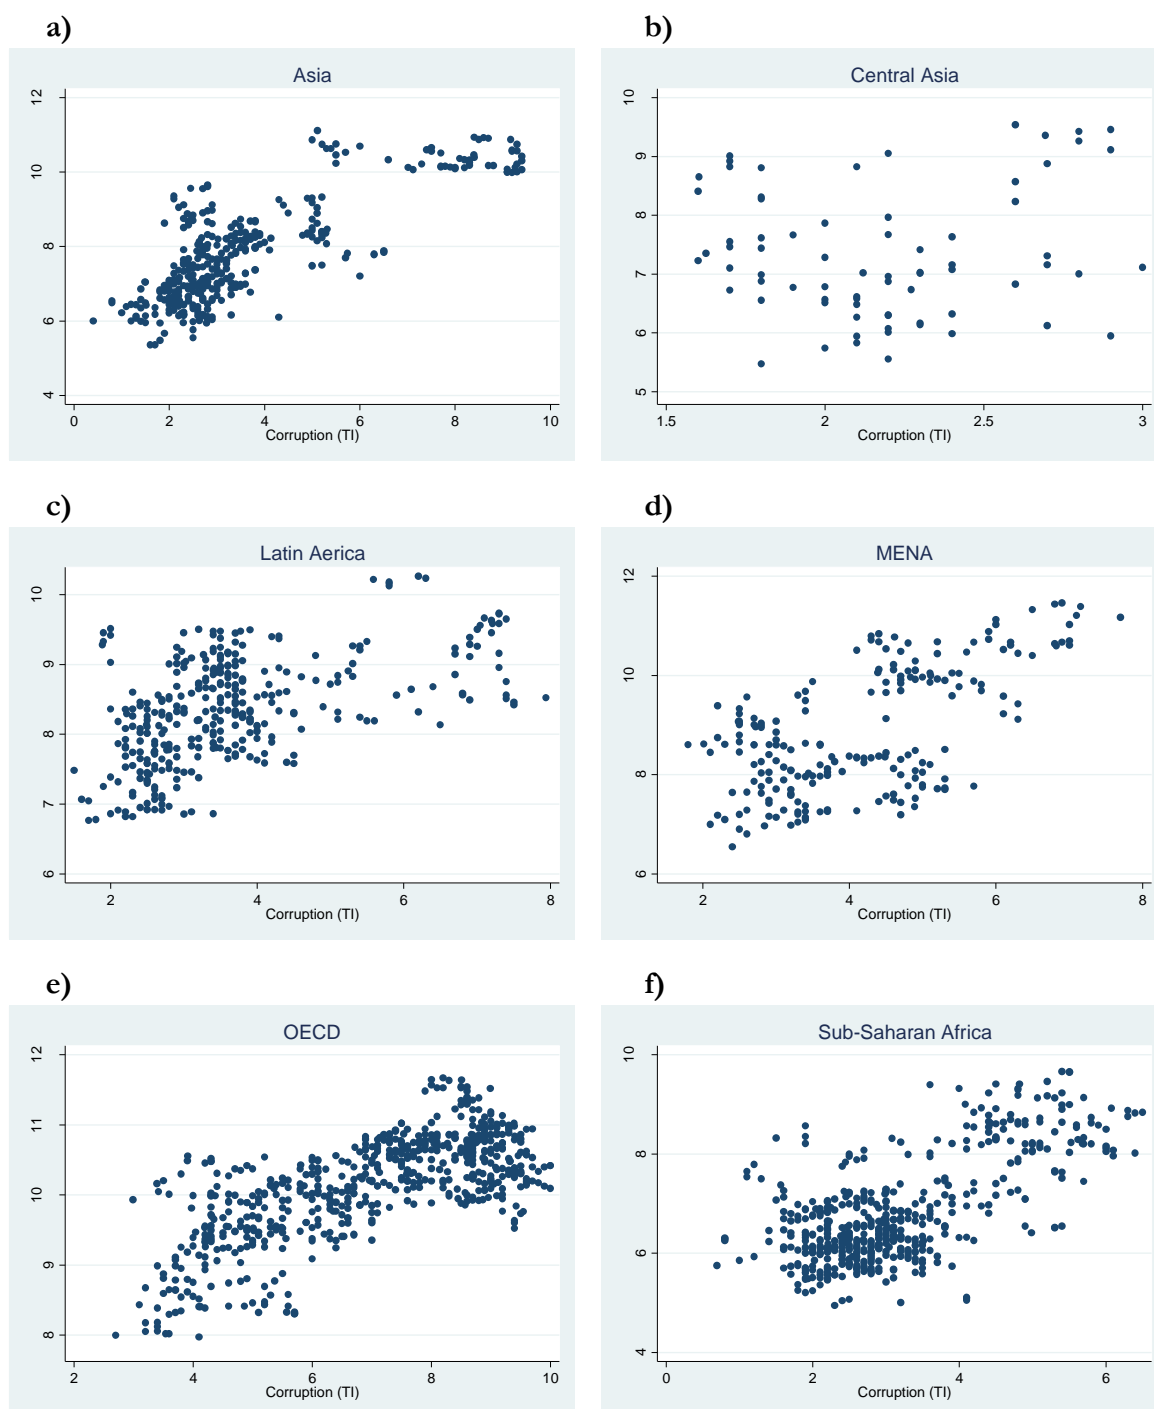 a)
Asia
12
10
8
6
4
0 2 4 6 8 10
Corruption (TI)
b)
Central Asia
10
9
8
7
6
5
1.5 2 2.5 3
Corruption (TI)
c)
Latin Aerica
10
9
8
7
6
2 4 6 8
Corruption (TI)
d)
MENA
12
10
8
6
2 4 6 8
Corruption (TI)
e)
OECD
12
11
10
9
8
2 4 6 8 10
Corruption (TI)
f)
Sub-Saharan Africa
10
8
6
4
0 2 4 6
Corruption (TI)